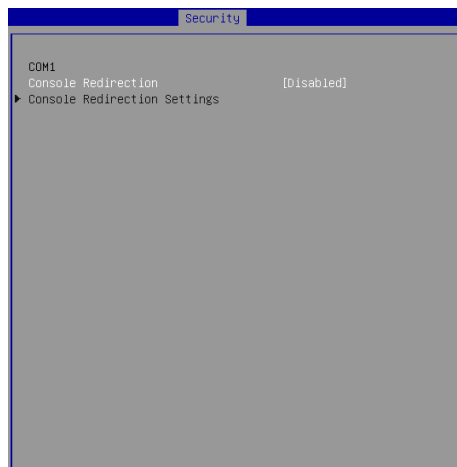 Security
COM1
Console Redirection [Disabled]
Console Redirection Settings